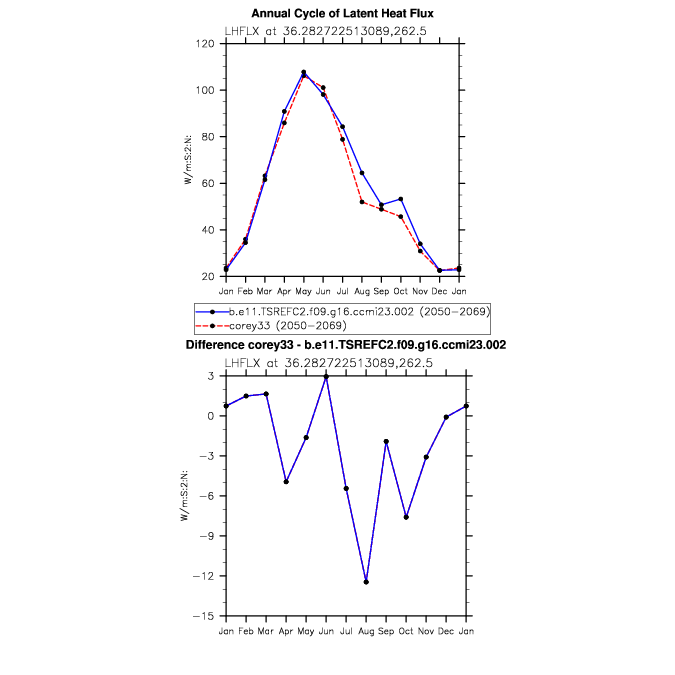 Annual Cycle of Latent Heat Flux
LHFLX at 36.282722513089,262.5
120
100
80
60
40
20
W/m:S:2:N:
Jan Feb Mar Apr May Jun Jul Aug Sep Oct Nov Dec Jan
b.e11.TSREFC2.f09.g16.ccmi23.002 (2050-2069)
corey33 (2050-2069)
Difference corey33 - b.e11.TSREFC2.f09.g16.ccmi23.002
LHFLX at 36.282722513089,262.5
3
0
-3
-6
-9
-12
-15
W/m:S:2:N:
Jan Feb Mar Apr May Jun Jul Aug Sep Oct Nov Dec Jan